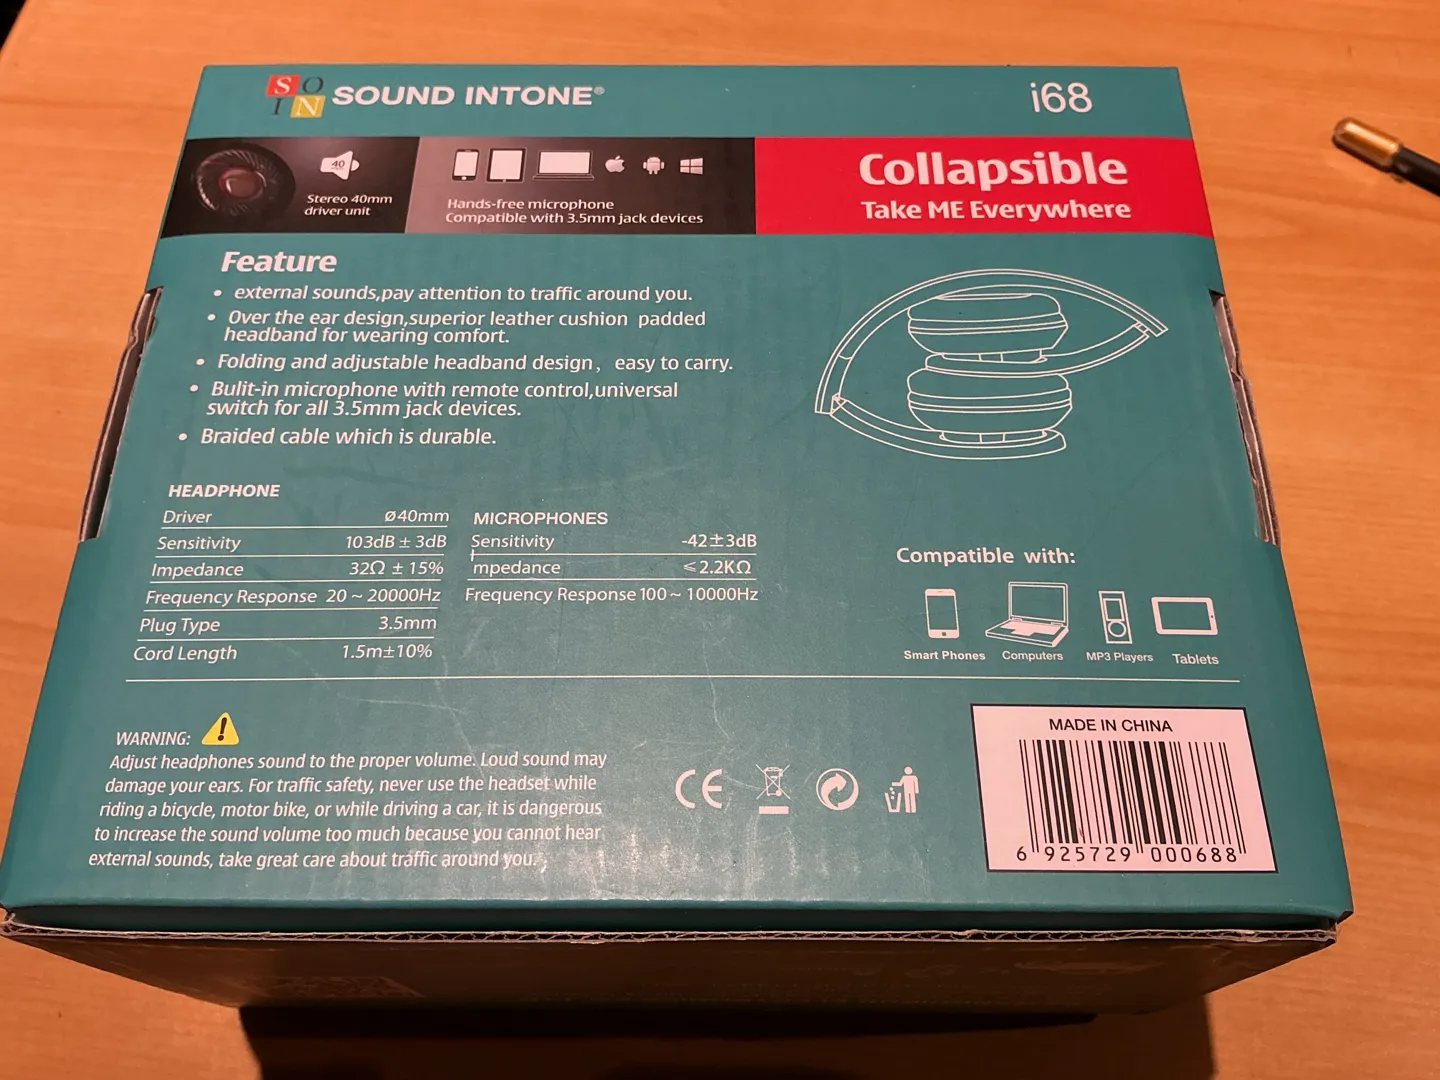 SO
IN
SOUND INTONE®
i68
40
Stereo 40mm
driver unit
Hands-free microphone
Compatible with 3.5mm jack devices
Collapsible
Take ME Everywhere
Feature
• external sounds,pay attention to traffic around you.
• Over the ear design,superior leather cushion padded
headband for wearing comfort.
• Folding and adjustable headband design, easy to carry.
• Bulit-in microphone with remote control,universal
switch for all 3.5mm jack devices.
• Braided cable which is durable.
HEADPHONE
Driver ø40mm
Sensitivity 103dB ± 3dB
Impedance 32Ω ± 15%
Frequency Response 20 ~ 20000Hz
Plug Type 3.5mm
Cord Length 1.5m±10%
MICROPHONES
Sensitivity -42±3dB
Impedance ≤2.2KΩ
Frequency Response 100 ~ 10000Hz
Compatible with:
Smart Phones Computers MP3 Players Tablets
WARNING:
Adjust headphones sound to the proper volume. Loud sound may
damage your ears. For traffic safety, never use the headset while
riding a bicycle, motor bike, or while driving a car, it is dangerous
to increase the sound volume too much because you cannot hear
external sounds, take great care about traffic around you.
CE
MADE IN CHINA
6 925729 000688